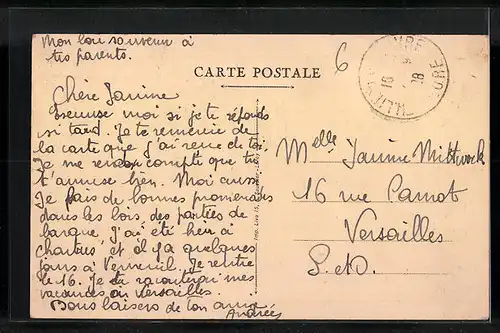 Mon bon souvenir à
tes parents.
6
CARTE POSTALE
Chère Janine
Excuse moi si je te réponds
si tard. Je te remercie de
la carte que j'ai reçue de toi.
Je me rends compte que tu
t'amuse bien. Moi aussi
Je fais de bonnes promenades
dans les bois, des parties de
barque, j'ai été hier à
chartres et il y a quelques
jours à Verneuil. Je rentre
le 16. Je te raconterai mes
vacances à Versailles.
Bons baisers de ton amie
Andrée
Melle Janine
16 rue Carnot
Versailles
S.-O.